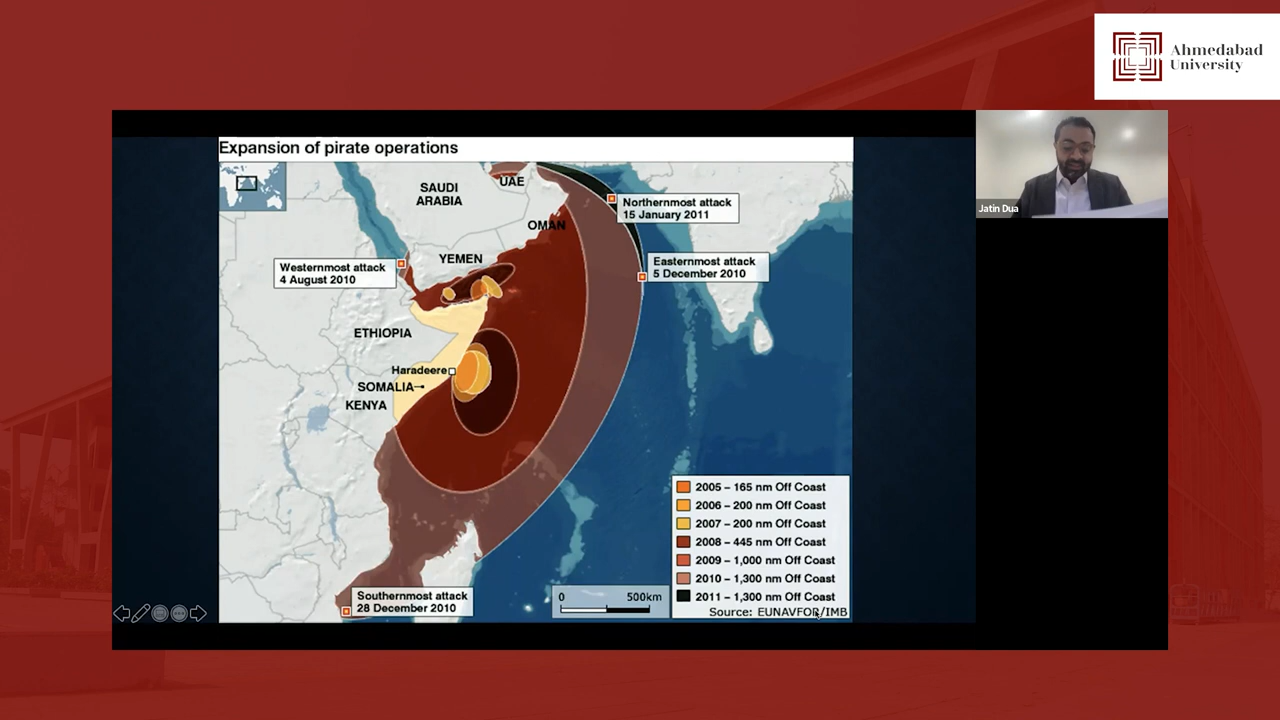 Ahmedabad
University
Jatin Dua
Expansion of pirate operations
UAE
SAUDI
ARABIA
OMAN
YEMEN
Northernmost attack
15 January 2011
Easternmost attack
5 December 2010
Westernmost attack
4 August 2010
ETHIOPIA
Haradeere
SOMALIA
KENYA
Southernmost attack
28 December 2010
0 500km
2005 – 165 nm Off Coast
2006 – 200 nm Off Coast
2007 – 200 nm Off Coast
2008 – 445 nm Off Coast
2009 – 1,000 nm Off Coast
2010 – 1,300 nm Off Coast
2011 – 1,300 nm Off Coast
Source: EUNAVFOR/IMB